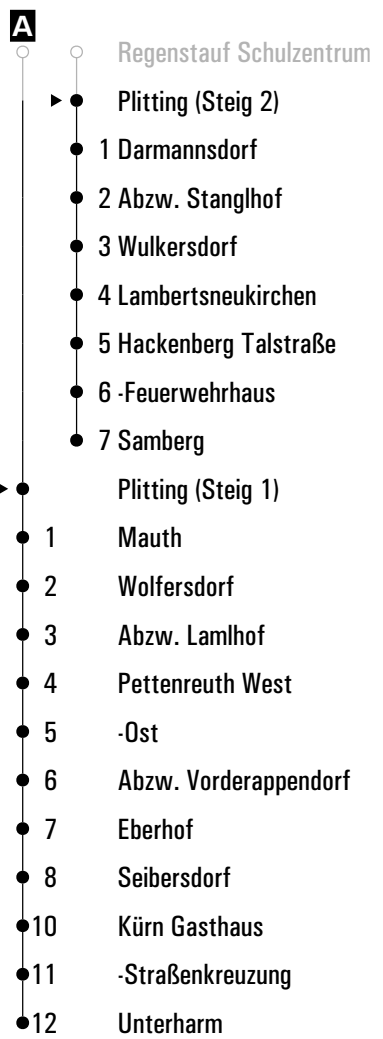 A
Regenstauf Schulzentrum
Plitting (Steig 2)
1 Darmannsdorf
2 Abzw. Stanglhof
3 Wulkersdorf
4 Lambertsneukirchen
5 Hackenberg Talstraße
6 -Feuerwehrhaus
7 Samberg
Plitting (Steig 1)
1 Mauth
2 Wolfersdorf
3 Abzw. Lamlhof
4 Pettenreuth West
5 -Ost
6 Abzw. Vorderappendorf
7 Eberhof
8 Seibersdorf
10 Kürn Gasthaus
11 -Straßenkreuzung
12 Unterharm